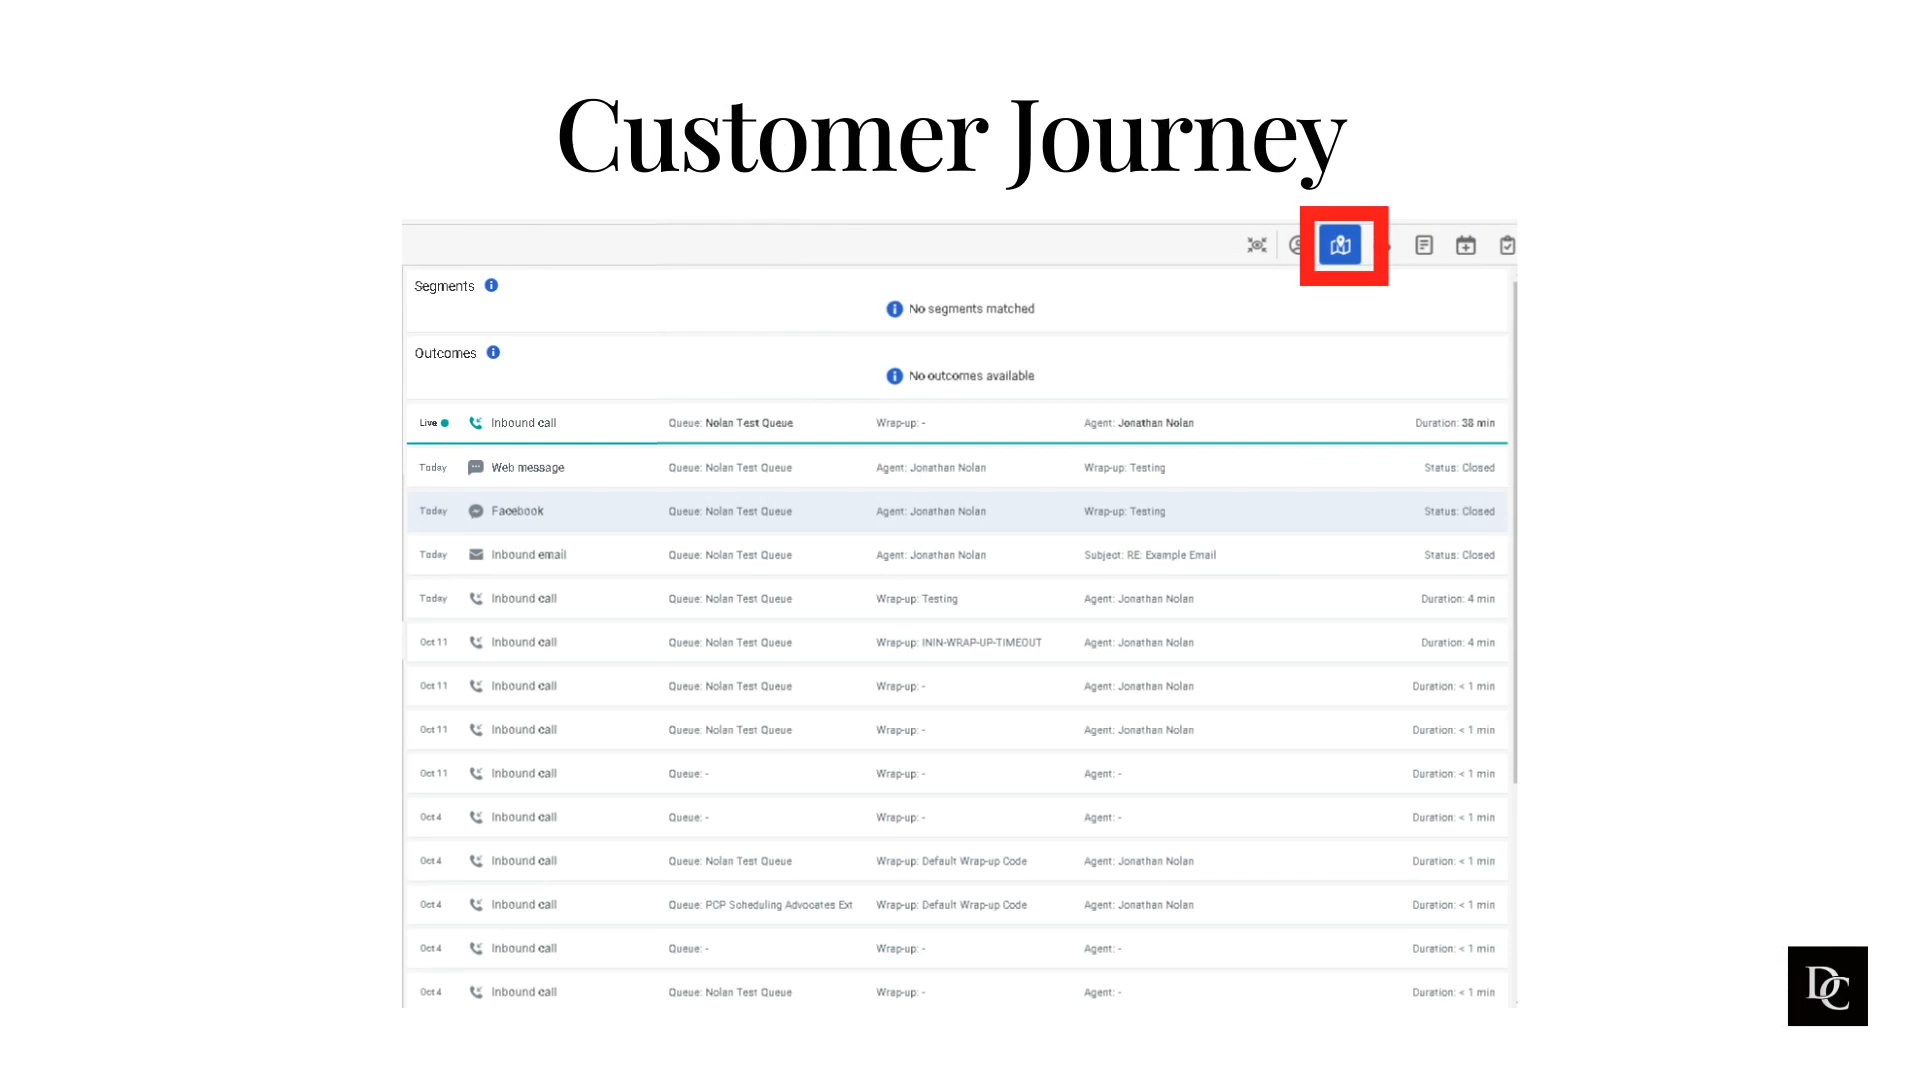 Customer Journey
Segments
No segments matched
Outcomes
No outcomes available
Live Inbound call Queue: Nolan Test Queue Wrap-up: - Agent: Jonathan Nolan Duration: 38 min
Today Web message Queue: Nolan Test Queue Agent: Jonathan Nolan Wrap-up: Testing Status: Closed
Today Facebook Queue: Nolan Test Queue Agent: Jonathan Nolan Wrap-up: Testing Status: Closed
Today Inbound email Queue: Nolan Test Queue Agent: Jonathan Nolan Subject: RE: Example Email Status: Closed
Today Inbound call Queue: Nolan Test Queue Wrap-up: Testing Agent: Jonathan Nolan Duration: 4 min
Oct 11 Inbound call Queue: Nolan Test Queue Wrap-up: ININ-WRAP-UP-TIMEOUT Agent: Jonathan Nolan Duration: 4 min
Oct 11 Inbound call Queue: Nolan Test Queue Wrap-up: - Agent: Jonathan Nolan Duration: < 1 min
Oct 11 Inbound call Queue: Nolan Test Queue Wrap-up: - Agent: Jonathan Nolan Duration: < 1 min
Oct 11 Inbound call Queue: - Wrap-up: - Agent: - Duration: < 1 min
Oct 4 Inbound call Queue: - Wrap-up: - Agent: - Duration: < 1 min
Oct 4 Inbound call Queue: Nolan Test Queue Wrap-up: Default Wrap-up Code Agent: Jonathan Nolan Duration: < 1 min
Oct 4 Inbound call Queue: PCP Scheduling Advocates Ext Wrap-up: Default Wrap-up Code Agent: Jonathan Nolan Duration: < 1 min
Oct 4 Inbound call Queue: - Wrap-up: - Agent: - Duration: < 1 min
Oct 4 Inbound call Queue: Nolan Test Queue Wrap-up: - Agent: - Duration: < 1 min
DC